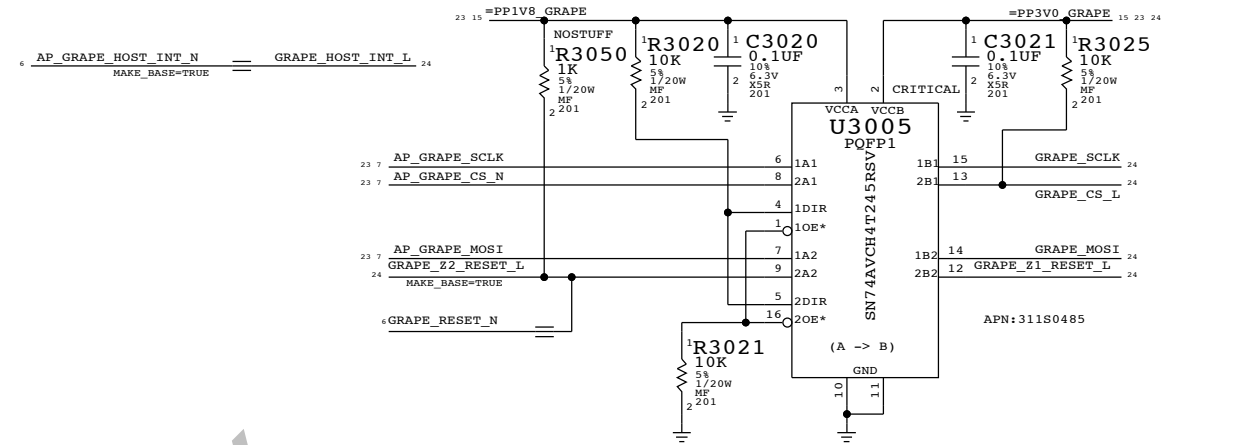 23 15 =PP1V8_GRAPE
=PP3V0_GRAPE 15 23 24
6 AP_GRAPE_HOST_INT_N GRAPE_HOST_INT_L 24
MAKE_BASE=TRUE
NOSTUFF
1 R3050
1K
5%
1/20W
MF
2 201
1 R3020
10K
5%
1/20W
MF
2 201
1 C3020
0.1UF
10%
2 6.3V
X5R
201
1 C3021
0.1UF
10%
2 6.3V
X5R
201
1 R3025
10K
5%
1/20W
MF
2 201
3 2 CRITICAL
VCCA VCCB
U3005
PQFP1
SN74AVCH4T245RSV
23 7 AP_GRAPE_SCLK 6 1A1 1B1 15 GRAPE_SCLK 24
23 7 AP_GRAPE_CS_N 8 2A1 2B1 13 24
GRAPE_CS_L
4 1DIR
1 1OE*
23 7 AP_GRAPE_MOSI 7 1A2 1B2 14 GRAPE_MOSI 24
24 GRAPE_Z2_RESET_L 9 2A2 2B2 12 GRAPE_Z1_RESET_L 24
MAKE_BASE=TRUE
5 2DIR
6 GRAPE_RESET_N 16 2OE*
APN:311S0485
(A -> B)
1 R3021
10K
5%
1/20W
MF
2 201
GND
10 11